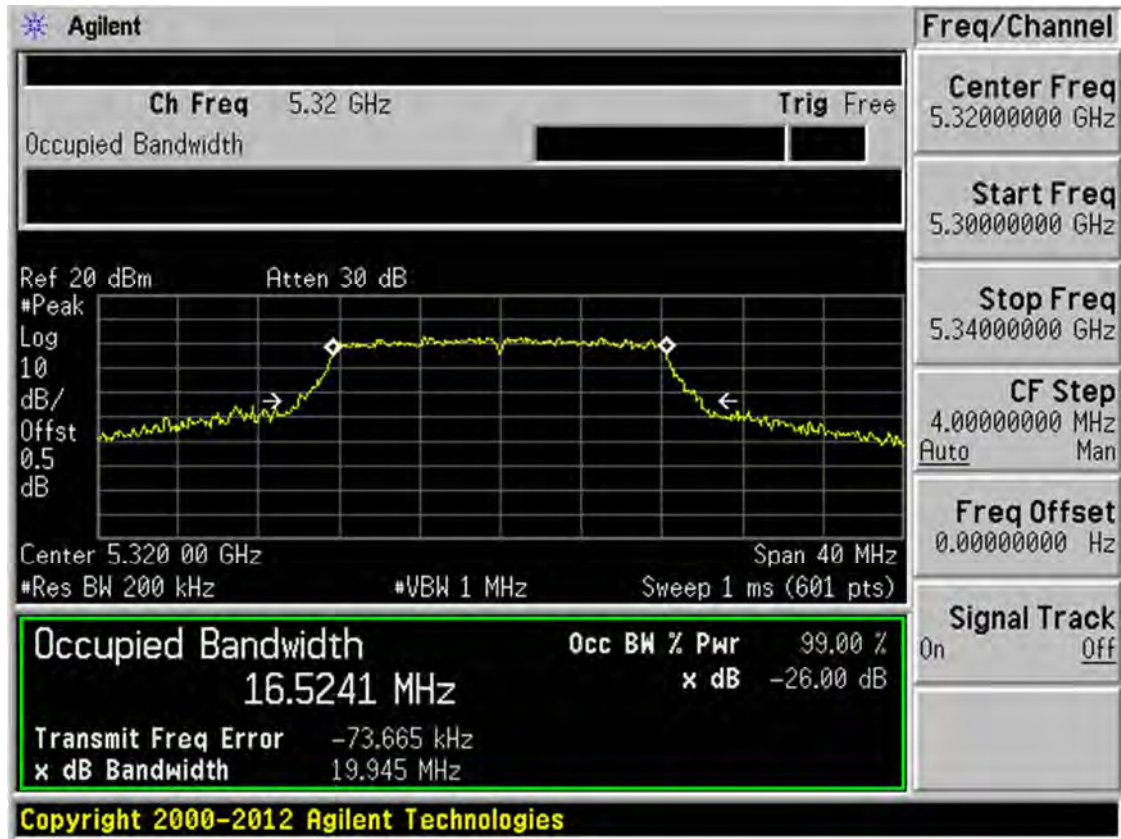 Agilent
Freq/Channel
Ch Freq 5.32 GHz Trig Free
Occupied Bandwidth
Center Freq
5.32000000 GHz
Start Freq
5.30000000 GHz
Stop Freq
5.34000000 GHz
CF Step
4.00000000 MHz
Auto Man
Freq Offset
0.00000000 Hz
Signal Track
On Off
Ref 20 dBm Atten 30 dB
#Peak
Log
10
dB/
Offst
0.5
dB
Center 5.320 00 GHz Span 40 MHz
#Res BW 200 kHz #VBW 1 MHz Sweep 1 ms (601 pts)
Occupied Bandwidth
16.5241 MHz
Occ BW % Pwr 99.00 %
x dB -26.00 dB
Transmit Freq Error -73.665 kHz
x dB Bandwidth 19.945 MHz
Copyright 2000-2012 Agilent Technologies